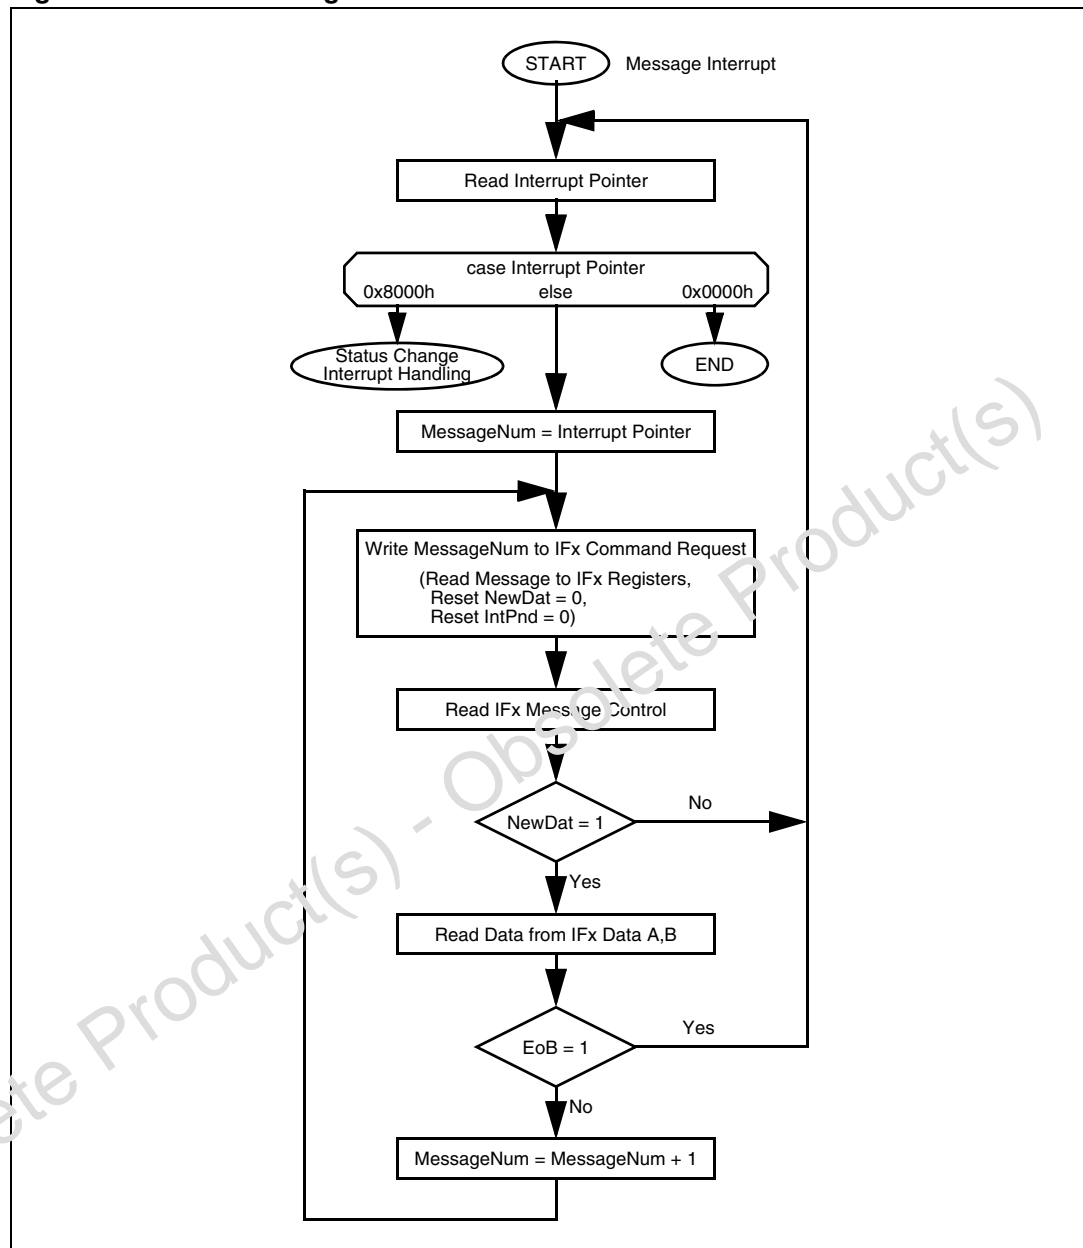 START Message Interrupt
Read Interrupt Pointer
case Interrupt Pointer
0x8000h else 0x0000h
Status Change
Interrupt Handling
END
MessageNum = Interrupt Pointer
Write MessageNum to IFx Command Request
(Read Message to IFx Registers,
Reset NewDat = 0,
Reset IntPnd = 0)
Read IFx Message Control
NewDat = 1
No
Yes
Read Data from IFx Data A,B
EoB = 1
Yes
No
MessageNum = MessageNum + 1
Product(s) - Obsolete Product(s)